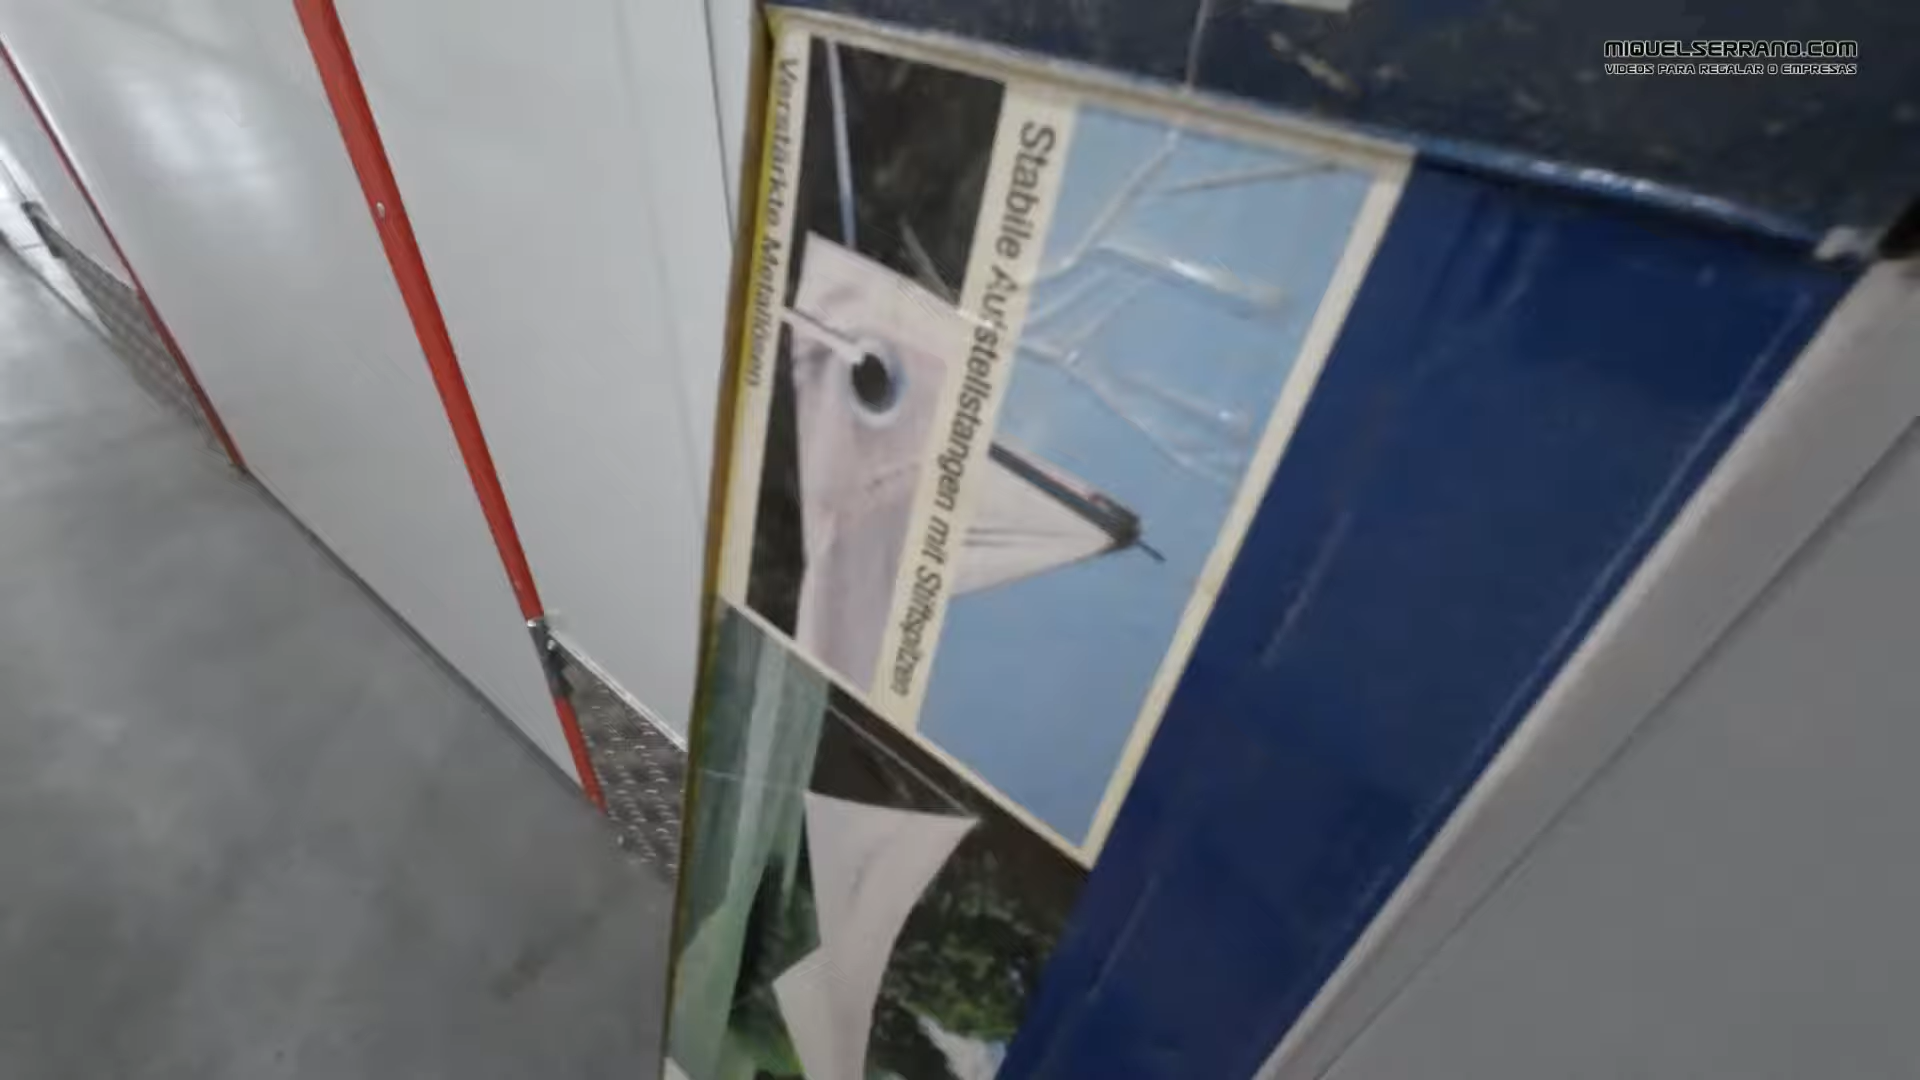 MIQUELSERRANO.COM
VIDEOS PARA REGALAR O EMPRESAS
Stabile Aufstellstangen mit Stiftspitzen
Verstärkte Metallösen